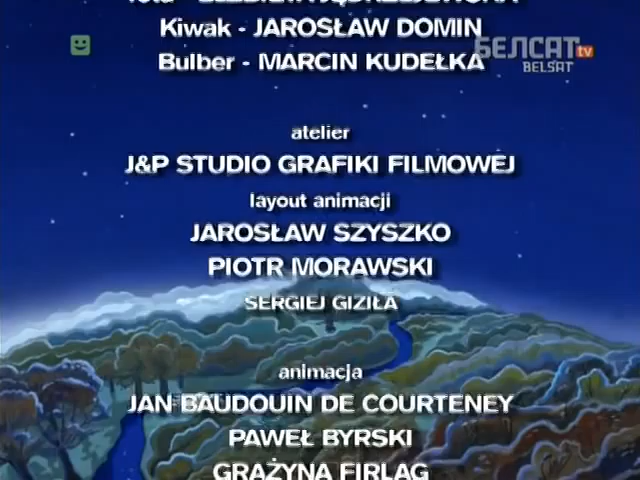 Kiwak - JAROSŁAW DOMIN
Bulber - MARCIN KUDEŁKA
БЕЛСАТ tv
BELSAT
atelier
J&P STUDIO GRAFIKI FILMOWEJ
layout animacji
JAROSŁAW SZYSZKO
PIOTR MORAWSKI
SERGIEJ GIZIŁA
animacja
JAN BAUDOUIN DE COURTENEY
PAWEŁ BYRSKI
GRAŻYNA FIRLĄG